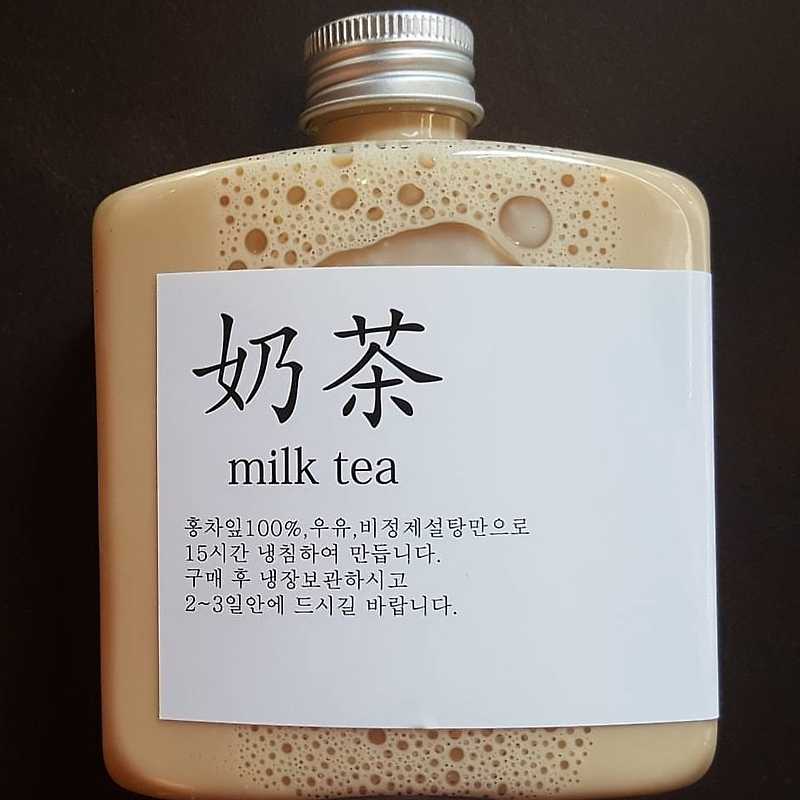 奶茶
milk tea
홍차잎100%,우유,비정제설탕만으로
15시간 냉침하여 만듭니다.
구매 후 냉장보관하시고
2~3일안에 드시길 바랍니다.